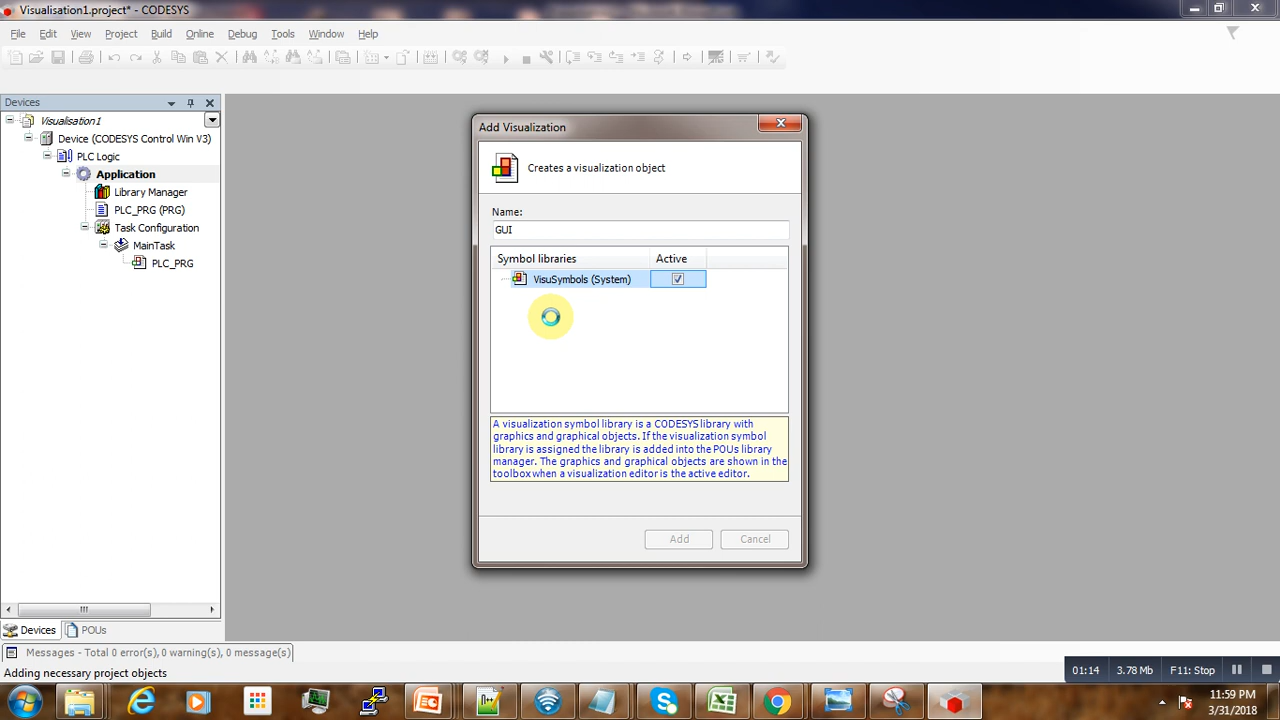 Visualisation1.project* - CODESYS
File Edit View Project Build Online Debug Tools Window Help
Devices
Visualisation1
Device (CODESYS Control Win V3)
PLC Logic
Application
Library Manager
PLC_PRG (PRG)
Task Configuration
MainTask
PLC_PRG
Add Visualization
Creates a visualization object
Name:
GUI
Symbol libraries Active
VisuSymbols (System)
A visualization symbol library is a CODESYS library with
graphics and graphical objects. If the visualization symbol
library is assigned the library is added into the POUs library
manager. The graphics and graphical objects are shown in the
toolbox when a visualization editor is the active editor.
Add Cancel
Devices POUs
Messages - Total 0 error(s), 0 warning(s), 0 message(s)
Adding necessary project objects
01:14 3.78 Mb F11: Stop
11:59 PM
3/31/2018